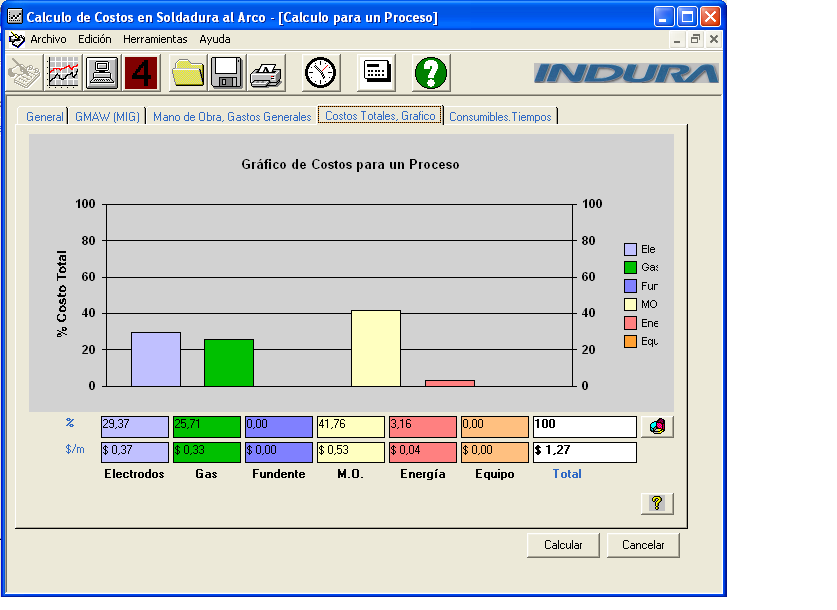 Calculo de Costos en Soldadura al Arco - [Calculo para un Proceso]
Archivo Edición Herramientas Ayuda
4 INDURA
General GMAW (MIG) Mano de Obra, Gastos Generales Costos Totales, Grafico Consumibles.Tiempos
Gráfico de Costos para un Proceso
% Costo Total
100 100
80 80
60 60
40 40
20 20
0 0
Ele
Gas
Fun
MO
Ene
Equ
% 29,37 25,71 0,00 41,76 3,16 0,00 100
$/m $ 0,37 $ 0,33 $ 0,00 $ 0,53 $ 0,04 $ 0,00 $ 1,27
Electrodos Gas Fundente M.O. Energía Equipo Total
Calcular Cancelar